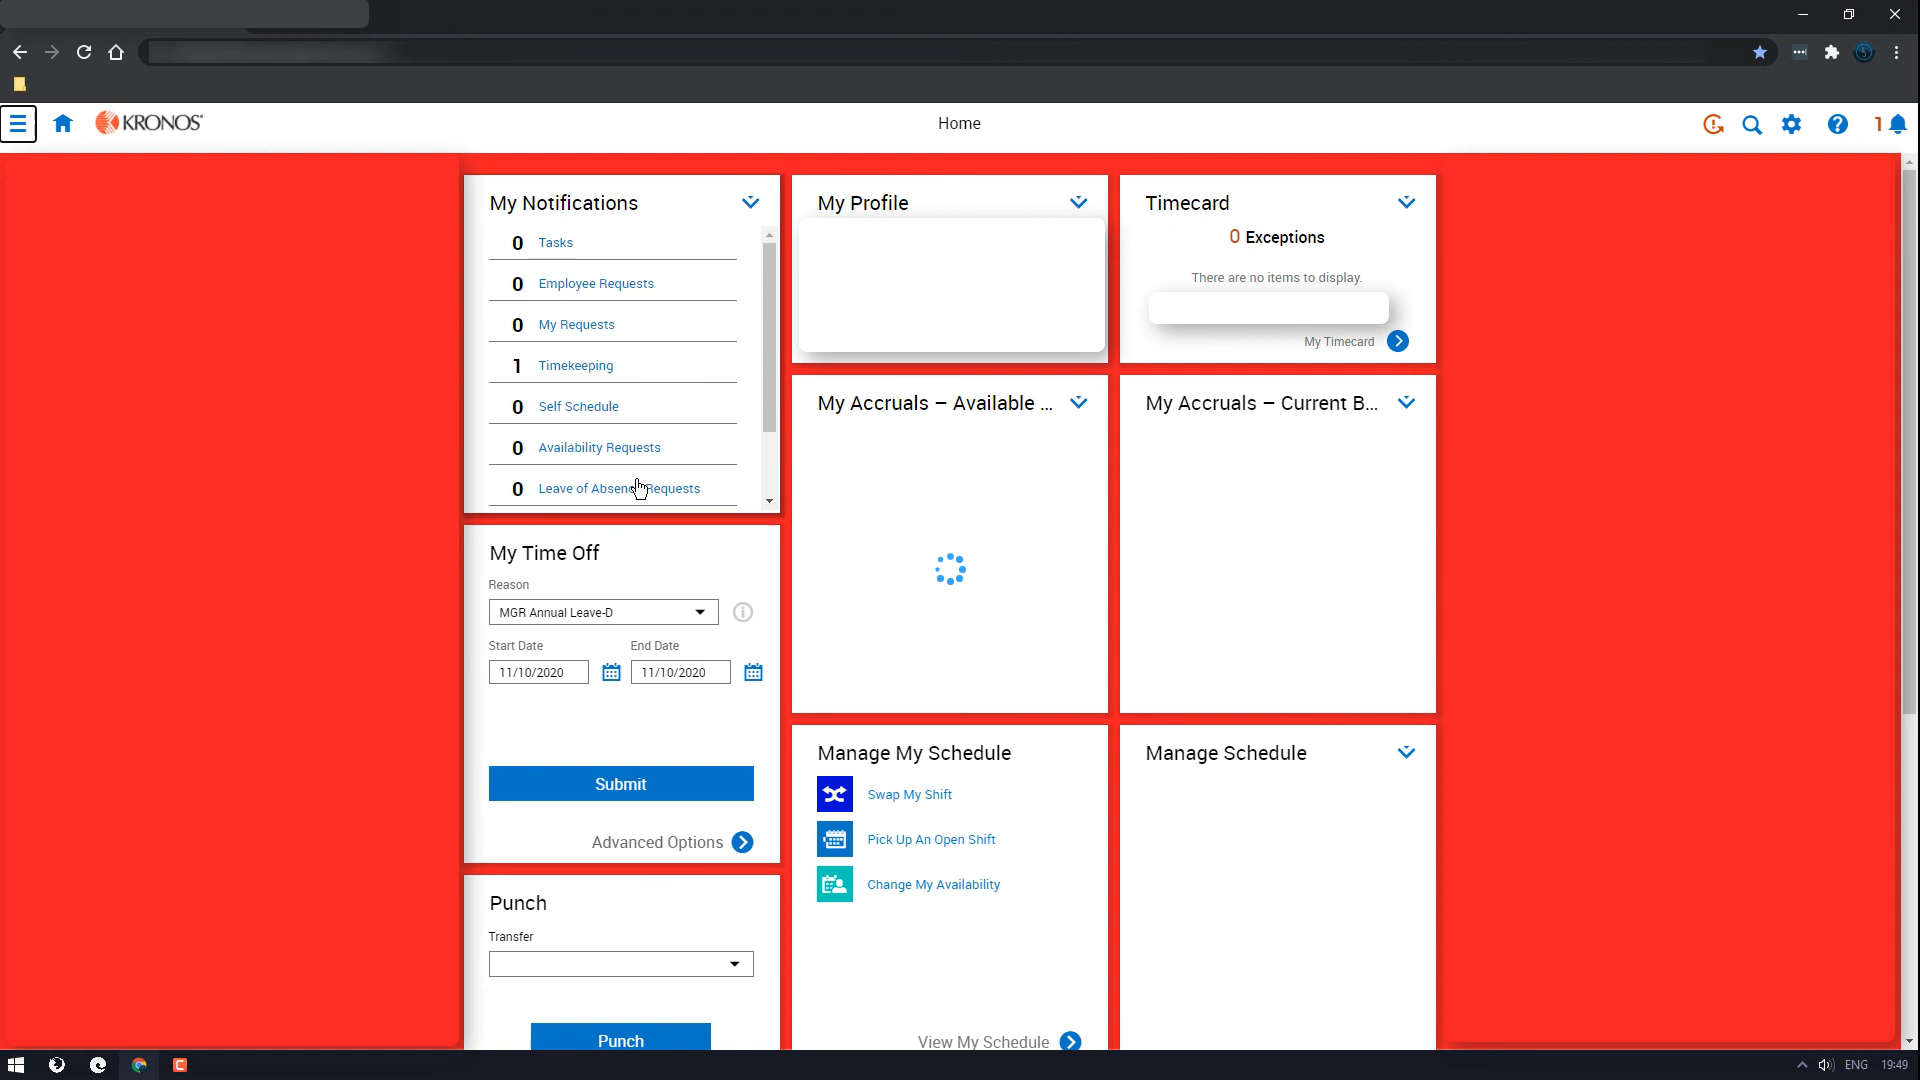 KRONOS
Home
1
My Notifications
0 Tasks
0 Employee Requests
0 My Requests
1 Timekeeping
0 Self Schedule
0 Availability Requests
0 Leave of Absence Requests
My Profile
Timecard
0 Exceptions
There are no items to display.
My Timecard
My Accruals – Available ...
My Accruals – Current B...
My Time Off
Reason
MGR Annual Leave-D
Start Date End Date
11/10/2020 11/10/2020
Submit
Advanced Options
Manage My Schedule
Swap My Shift
Pick Up An Open Shift
Change My Availability
View My Schedule
Manage Schedule
Punch
Transfer
Punch
ENG 19:49